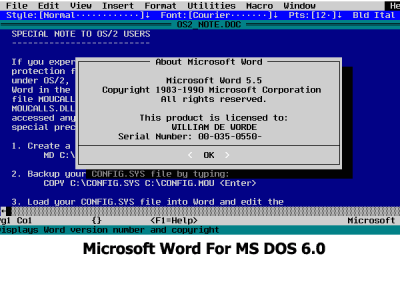 File Edit View Insert Format Utilities Macro Window He
Style:[Normal············]↓ Font:[Courier·······]↓ Pts:[12·]↓ Bld Ital
OS2_NOTE.DOC
SPECIAL NOTE TO OS/2 USERS
If you exper
protection f
under OS/2,
Word in the
file MOUCALL
MOUCALLS.DLL
accessed any
special prec
About Microsoft Word
Microsoft Word 5.5
Copyright 1983-1990 Microsoft Corporation
All rights reserved.
This product is licensed to:
WILLIAM DE WORDE
Serial Number: 00-035-0550-
< OK >
1. Create a
MD C:\
2. Backup your CONFIG.SYS file by typing:
COPY C:\CONFIG.SYS C:\CONFIG.MOU <Enter>
3. Load your CONFIG.SYS file into Word and edit the
g1 Co1 {} <F1=Help> Microsoft
isplays Word version number and copyright
Microsoft Word For MS DOS 6.0